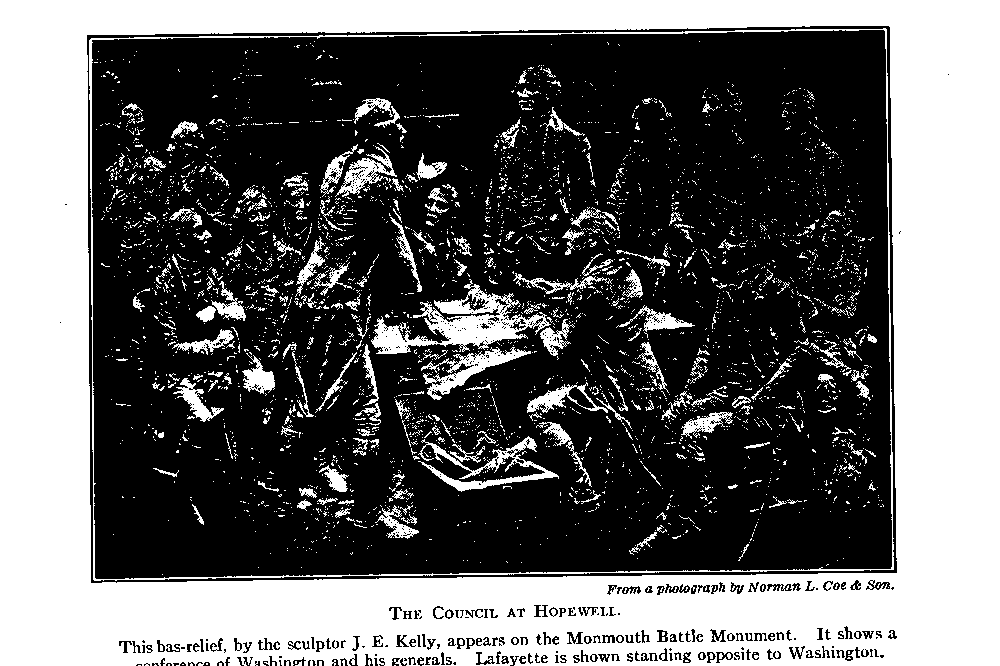 From a photograph by Norman L. Coe & Son.
The Council at Hopewell.
This bas-relief, by the sculptor J. E. Kelly, appears on the Monmouth Battle Monument. It shows a
conference of Washington and his generals. Lafayette is shown standing opposite to Washington.